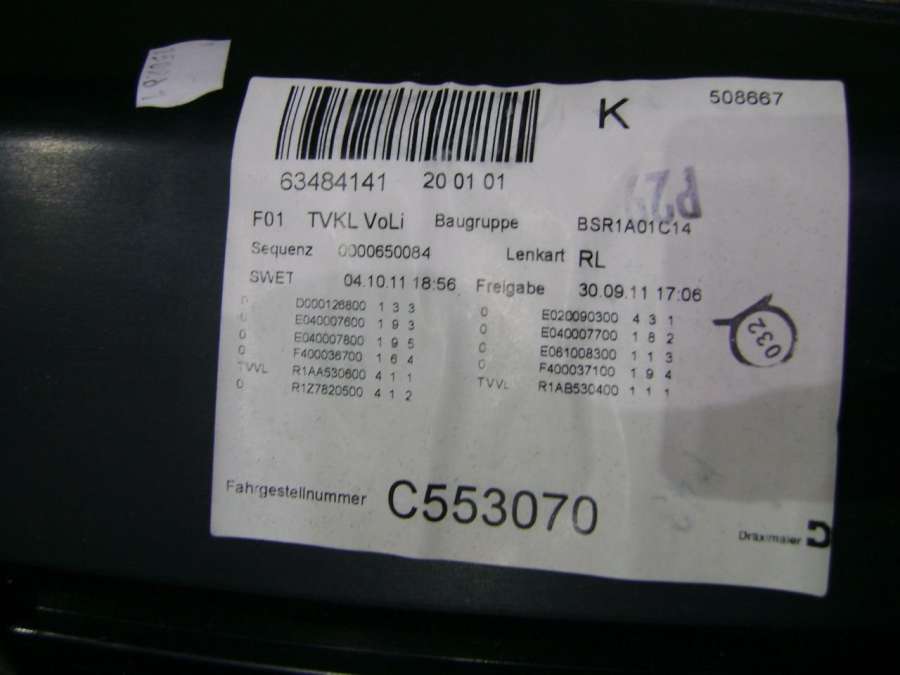 K
508667
63484141 20 01 01
F01 TVKL VoLi Baugruppe BSR1A01C14
Sequenz 0000650084 Lenkart RL
SWET 04.10.11 18:56 Freigabe 30.09.11 17:06
D000126800 1 3 3
0 E040007600 1 9 3
0 E040007800 1 9 5
0 F400036700 1 6 4
TVVL R1AA530600 4 1 1
0 R1Z7820500 4 1 2
0 E020090300 4 3 1
0 E040007700 1 8 2
0 E061008300 1 1 3
0 F400037100 1 9 4
TVVL R1AB530400 1 1 1
032
Fahrgestellnummer C553070
Dräxlmaier